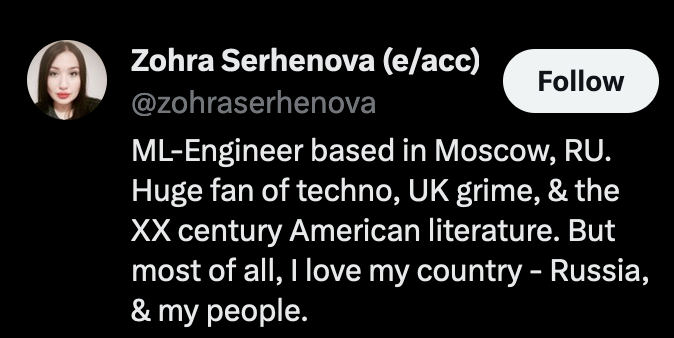 Zohra Serhenova (e/acc)
Follow
@zohraserhenova
ML-Engineer based in Moscow, RU.
Huge fan of techno, UK grime, & the
XX century American literature. But
most of all, I love my country - Russia,
& my people.